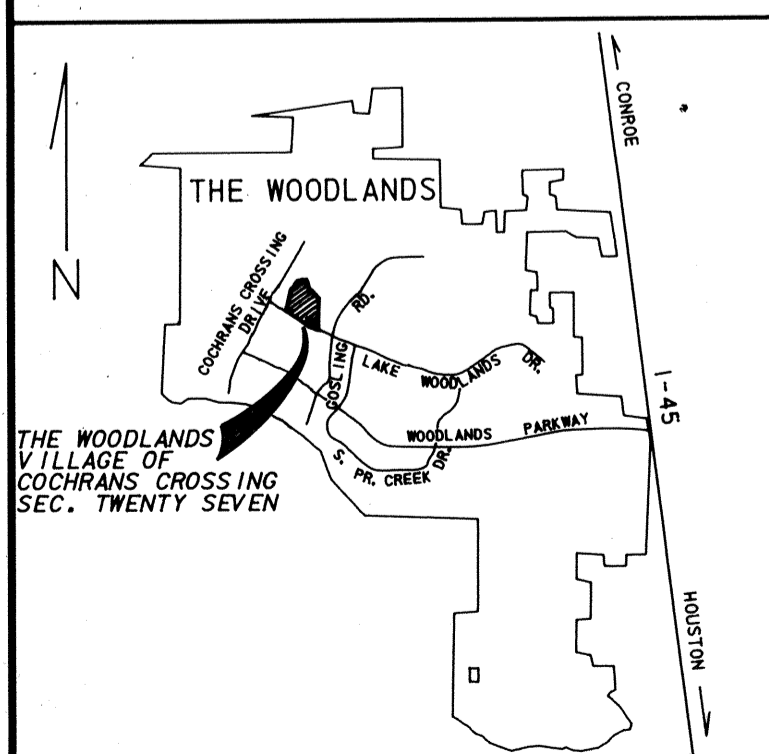 CONROE
THE WOODLANDS
N
COCHRANS CROSSING
DRIVE
RD.
GOSLING
LAKE WOODLANDS DR.
I-45
WOODLANDS PARKWAY
THE WOODLANDS
VILLAGE OF
COCHRANS CROSSING
SEC. TWENTY SEVEN
S. PR. CREEK DR.
HOUSTON